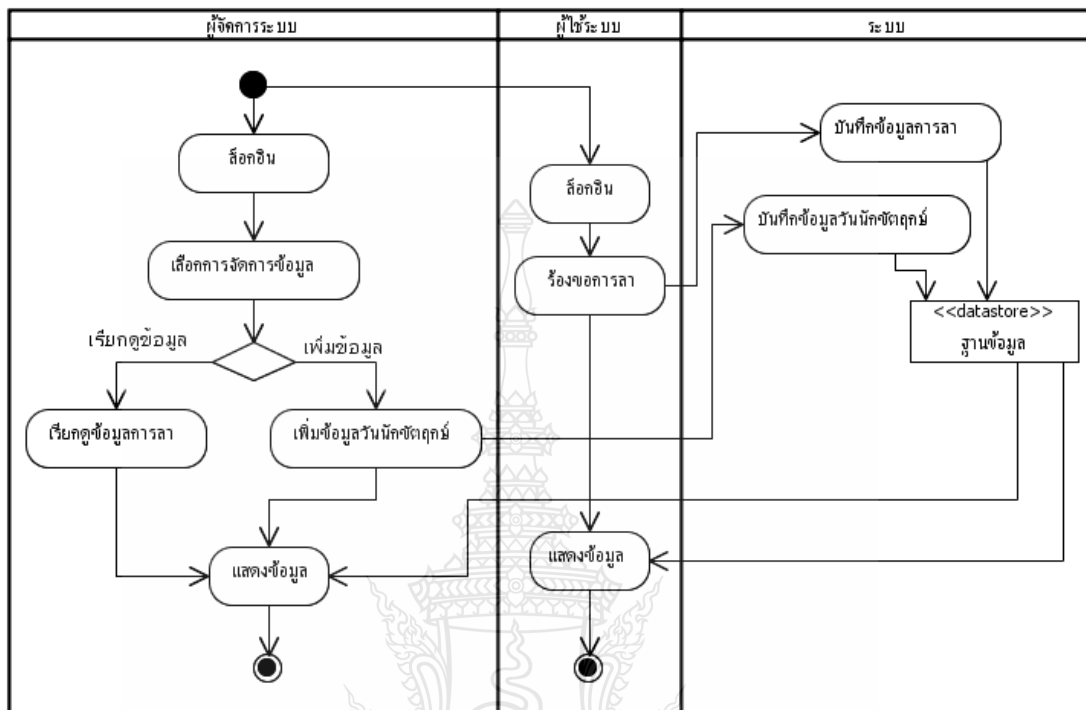 ผู้จัดการระบบ
ผู้ใช้ระบบ
ระบบ
ล็อกอิน
เลือกการจัดการข้อมูล
เรียกดูข้อมูล
เพิ่มข้อมูล
เรียกดูข้อมูลการลา
เพิ่มข้อมูลวันนักขัตฤกษ์
แสดงข้อมูล
ล็อกอิน
ร้องขอการลา
แสดงข้อมูล
บันทึกข้อมูลการลา
บันทึกข้อมูลวันนักขัตฤกษ์
<<datastore>>
ฐานข้อมูล